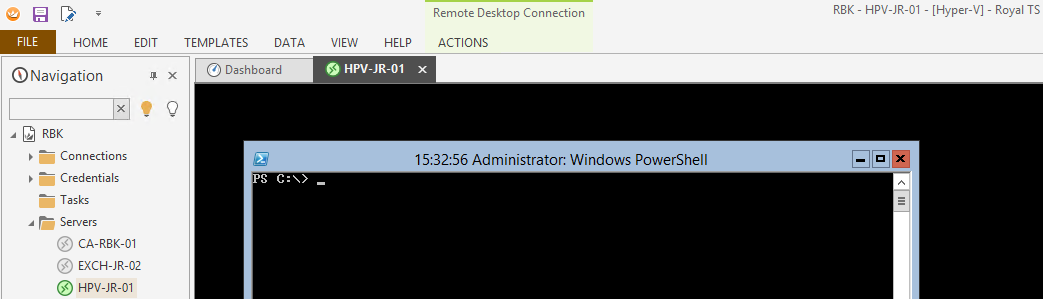 Remote Desktop Connection
RBK - HPV-JR-01 - [Hyper-V] - Royal TS
FILE HOME EDIT TEMPLATES DATA VIEW HELP ACTIONS
Navigation
Dashboard
HPV-JR-01
RBK
Connections
Credentials
Tasks
Servers
CA-RBK-01
EXCH-JR-02
HPV-JR-01
15:32:56 Administrator: Windows PowerShell
PS C:\> _